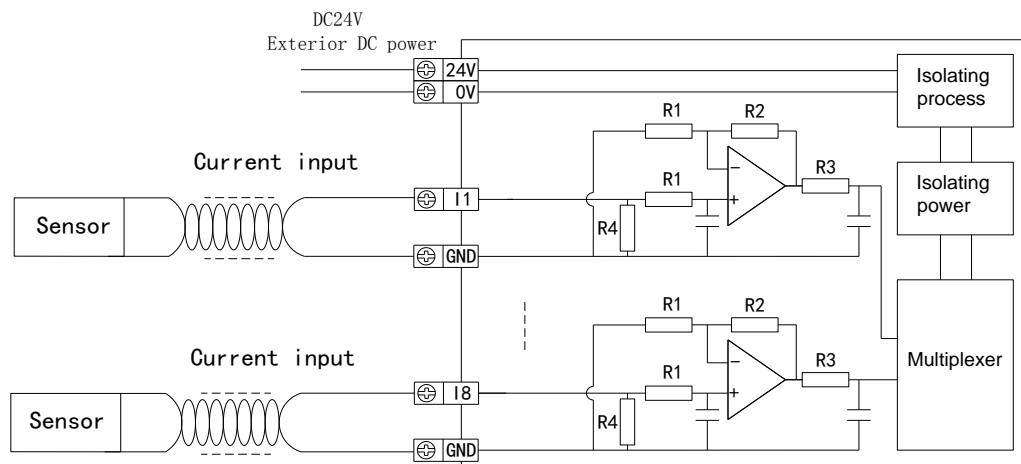 DC24V
Exterior DC power
24V
0V
Isolating
process
R1
R2
Current input
R3
R1
Isolating
power
I1
Sensor
R4
GND
R1
R2
Current input
R3
Multiplexer
R1
I8
Sensor
R4
GND